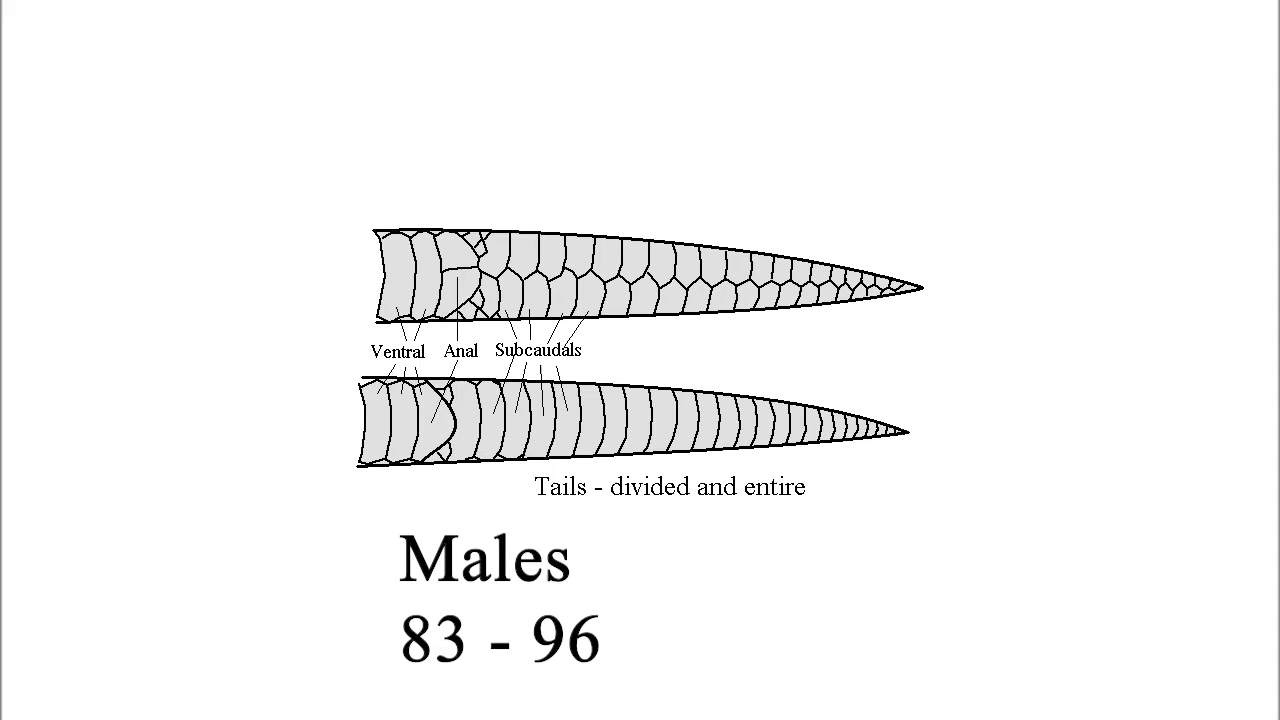 Ventral Anal Subcaudals
Tails - divided and entire
Males
83 - 96